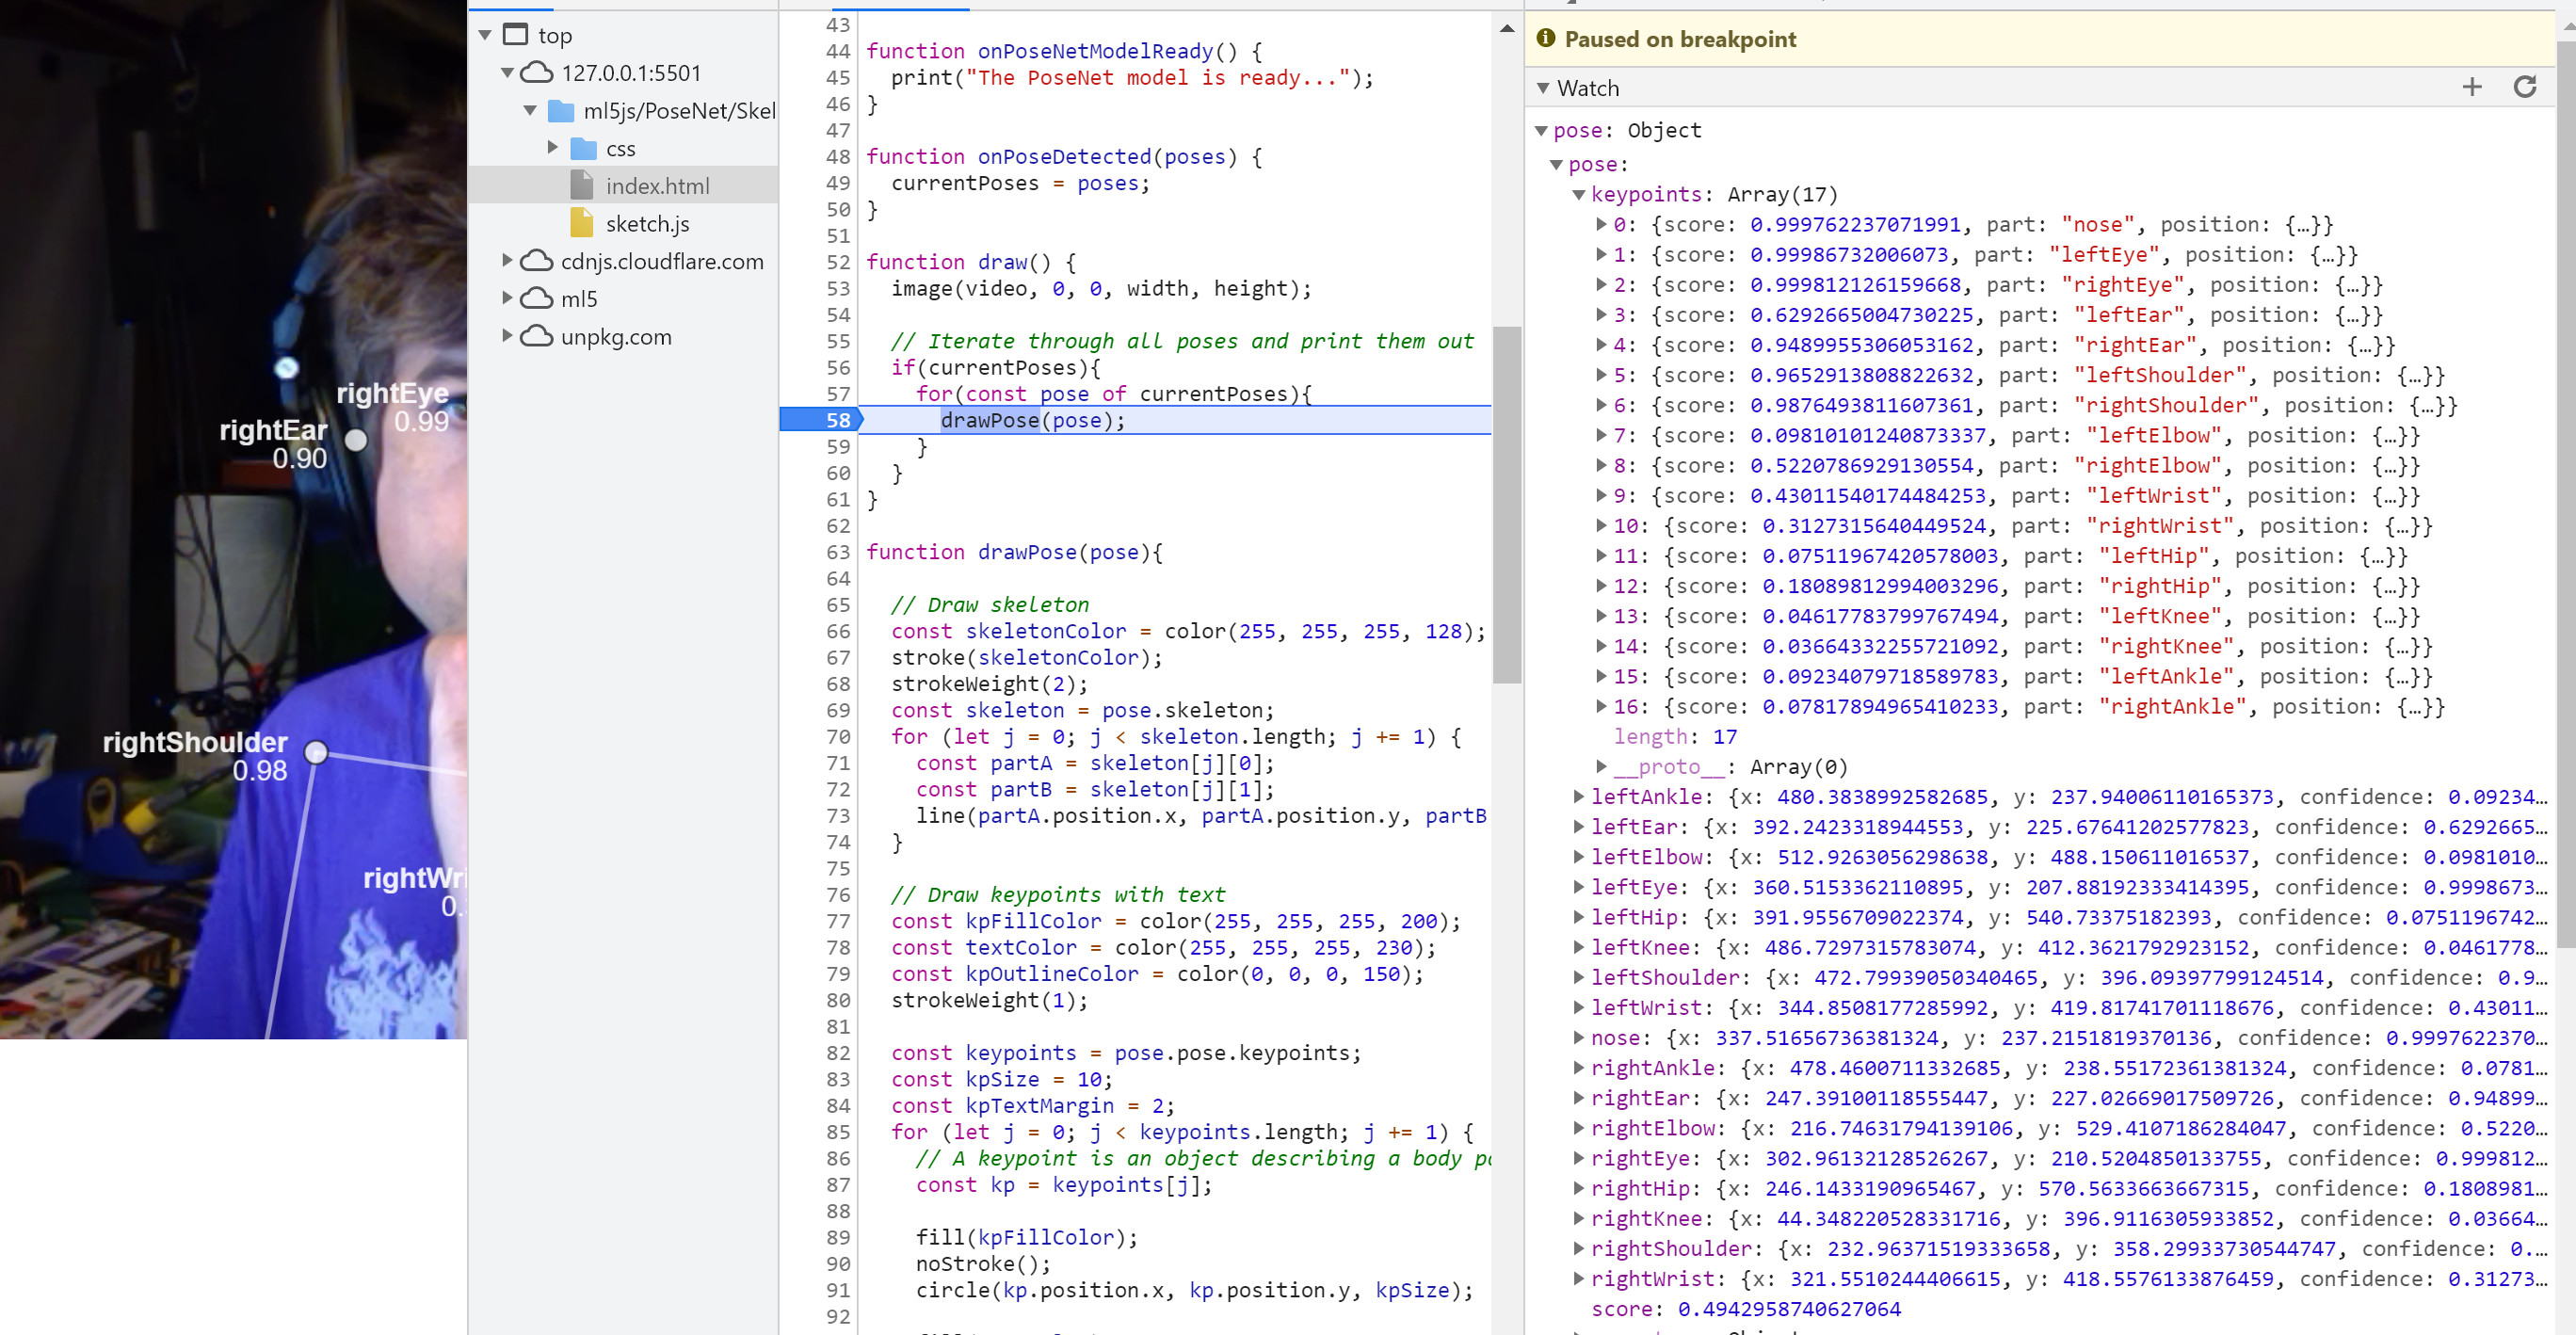 rightEye
0.99
rightEar
0.90
rightShoulder
0.98
rightWri
0.
top
127.0.0.1:5501
ml5js/PoseNet/Skel
css
index.html
sketch.js
cdnjs.cloudflare.com
ml5
unpkg.com
43
44 function onPoseNetModelReady() {
45 print("The PoseNet model is ready...");
46 }
47
48 function onPoseDetected(poses) {
49 currentPoses = poses;
50 }
51
52 function draw() {
53 image(video, 0, 0, width, height);
54
55 // Iterate through all poses and print them out
56 if(currentPoses){
57 for(const pose of currentPoses){
58 drawPose(pose);
59 }
60 }
61 }
62
63 function drawPose(pose){
64
65 // Draw skeleton
66 const skeletonColor = color(255, 255, 255, 128);
67 stroke(skeletonColor);
68 strokeWeight(2);
69 const skeleton = pose.skeleton;
70 for (let j = 0; j < skeleton.length; j += 1) {
71 const partA = skeleton[j][0];
72 const partB = skeleton[j][1];
73 line(partA.position.x, partA.position.y, partB
74 }
75
76 // Draw keypoints with text
77 const kpFillColor = color(255, 255, 255, 200);
78 const textColor = color(255, 255, 255, 230);
79 const kpOutlineColor = color(0, 0, 0, 150);
80 strokeWeight(1);
81
82 const keypoints = pose.pose.keypoints;
83 const kpSize = 10;
84 const kpTextMargin = 2;
85 for (let j = 0; j < keypoints.length; j += 1) {
86 // A keypoint is an object describing a body p
87 const kp = keypoints[j];
88
89 fill(kpFillColor);
90 noStroke();
91 circle(kp.position.x, kp.position.y, kpSize);
92
Paused on breakpoint
Watch
pose: Object
pose:
keypoints: Array(17)
0: {score: 0.999762237071991, part: "nose", position: {…}}
1: {score: 0.99986732006073, part: "leftEye", position: {…}}
2: {score: 0.999812126159668, part: "rightEye", position: {…}}
3: {score: 0.6292665004730225, part: "leftEar", position: {…}}
4: {score: 0.9489955306053162, part: "rightEar", position: {…}}
5: {score: 0.9652913808822632, part: "leftShoulder", position: {…}}
6: {score: 0.9876493811607361, part: "rightShoulder", position: {…}}
7: {score: 0.09810101240873337, part: "leftElbow", position: {…}}
8: {score: 0.5220786929130554, part: "rightElbow", position: {…}}
9: {score: 0.43011540174484253, part: "leftWrist", position: {…}}
10: {score: 0.3127315640449524, part: "rightWrist", position: {…}}
11: {score: 0.07511967420578003, part: "leftHip", position: {…}}
12: {score: 0.18089812994003296, part: "rightHip", position: {…}}
13: {score: 0.04617783799767494, part: "leftKnee", position: {…}}
14: {score: 0.03664332255721092, part: "rightKnee", position: {…}}
15: {score: 0.09234079718589783, part: "leftAnkle", position: {…}}
16: {score: 0.07817894965410233, part: "rightAnkle", position: {…}}
length: 17
__proto__: Array(0)
leftAnkle: {x: 480.3838992582685, y: 237.94006110165373, confidence: 0.09234…
leftEar: {x: 392.2423318944553, y: 225.67641202577823, confidence: 0.6292665…
leftElbow: {x: 512.9263056298638, y: 488.150611016537, confidence: 0.0981010…
leftEye: {x: 360.5153362110895, y: 207.88192333414395, confidence: 0.9998673…
leftHip: {x: 391.9556709022374, y: 540.73375182393, confidence: 0.0751196742…
leftKnee: {x: 486.7297315783074, y: 412.3621792923152, confidence: 0.0461778…
leftShoulder: {x: 472.79939050340465, y: 396.09397799124514, confidence: 0.9…
leftWrist: {x: 344.8508177285992, y: 419.81741701118676, confidence: 0.43011…
nose: {x: 337.51656736381324, y: 237.2151819370136, confidence: 0.9997622370…
rightAnkle: {x: 478.4600711332685, y: 238.55172361381324, confidence: 0.0781…
rightEar: {x: 247.39100118555447, y: 227.02669017509726, confidence: 0.94899…
rightElbow: {x: 216.74631794139106, y: 529.4107186284047, confidence: 0.5220…
rightEye: {x: 302.96132128526267, y: 210.5204850133755, confidence: 0.999812…
rightHip: {x: 246.1433190965467, y: 570.5633663667315, confidence: 0.1808981…
rightKnee: {x: 44.348220528331716, y: 396.9116305933852, confidence: 0.03664…
rightShoulder: {x: 232.96371519333658, y: 358.29933730544747, confidence: 0.…
rightWrist: {x: 321.5510244406615, y: 418.5576133876459, confidence: 0.31273…
score: 0.4942958740627064